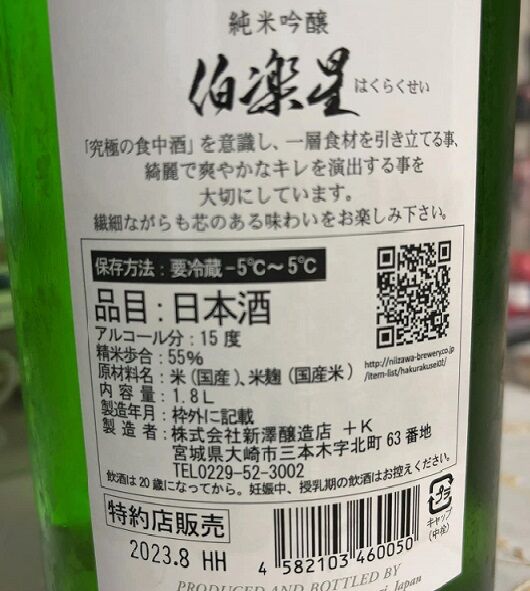 純米吟醸
伯楽星 はくらくせい
「究極の食中酒」を意識し、一層食材を引き立てる事、
綺麗で爽やかなキレを演出する事を
大切にしています。
繊細ながらも芯のある味わいをお楽しみ下さい。
保存方法：要冷蔵−5℃〜5℃
品目：日本酒
アルコール分：15度
精米歩合：55%
原材料名：米（国産）、米麹（国産米）
内容量：1.8L
製造年月：枠外に記載
製造者：株式会社新澤醸造店 +K
宮城県大崎市三本木字北町63番地
TEL0229-52-3002
http://niizawa-brewery.co.jp
/item-list/hakurakusei01/
飲酒は20歳になってから。妊娠中、授乳期の飲酒はお控えください。
特約店販売
2023.8 HH
4 582103 460050
プラ
キャップ
(中栓)
PRODUCED AND BOTTLED BY
Japan